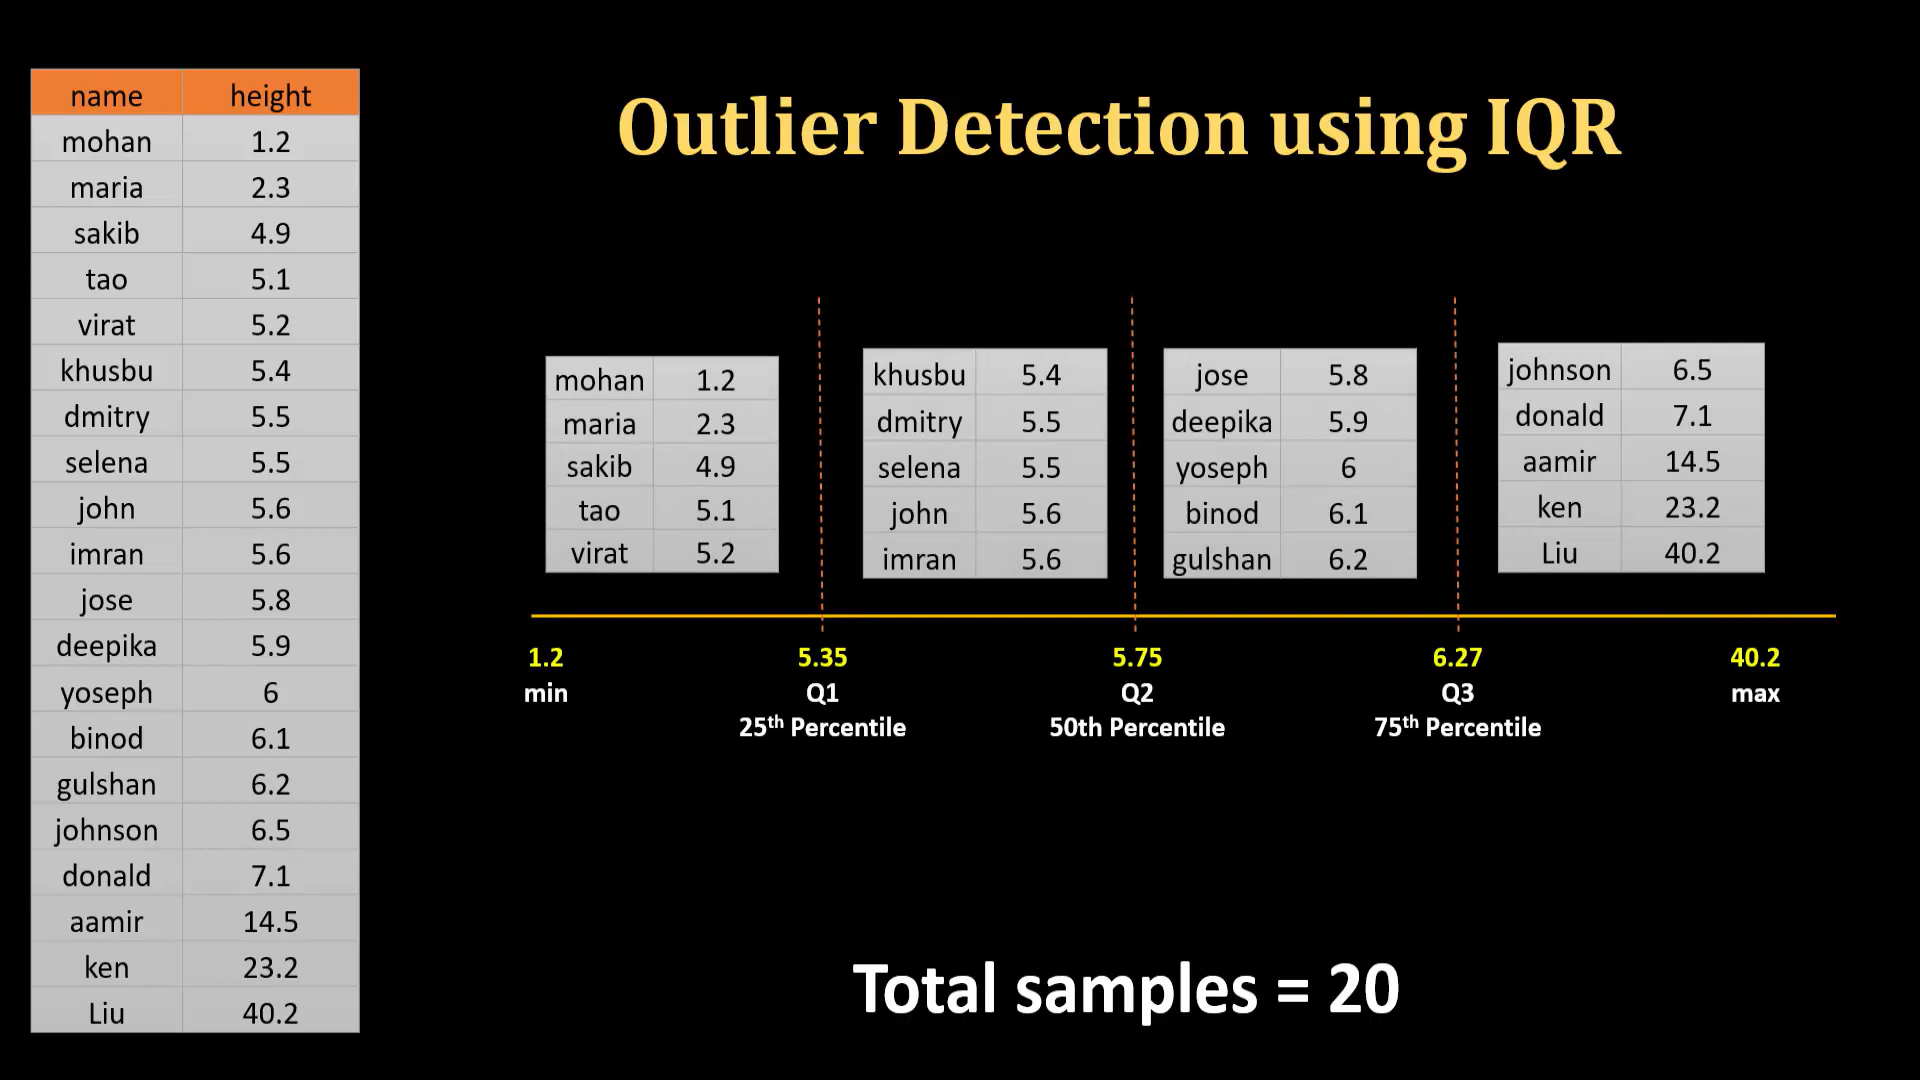 Outlier Detection using IQR
name height
mohan 1.2
maria 2.3
sakib 4.9
tao 5.1
virat 5.2
khusbu 5.4
dmitry 5.5
selena 5.5
john 5.6
imran 5.6
jose 5.8
deepika 5.9
yoseph 6
binod 6.1
gulshan 6.2
johnson 6.5
donald 7.1
aamir 14.5
ken 23.2
Liu 40.2
mohan 1.2
maria 2.3
sakib 4.9
tao 5.1
virat 5.2
khusbu 5.4
dmitry 5.5
selena 5.5
john 5.6
imran 5.6
jose 5.8
deepika 5.9
yoseph 6
binod 6.1
gulshan 6.2
johnson 6.5
donald 7.1
aamir 14.5
ken 23.2
Liu 40.2
1.2 5.35 5.75 6.27 40.2
min Q1 Q2 Q3 max
25th Percentile 50th Percentile 75th Percentile
Total samples = 20